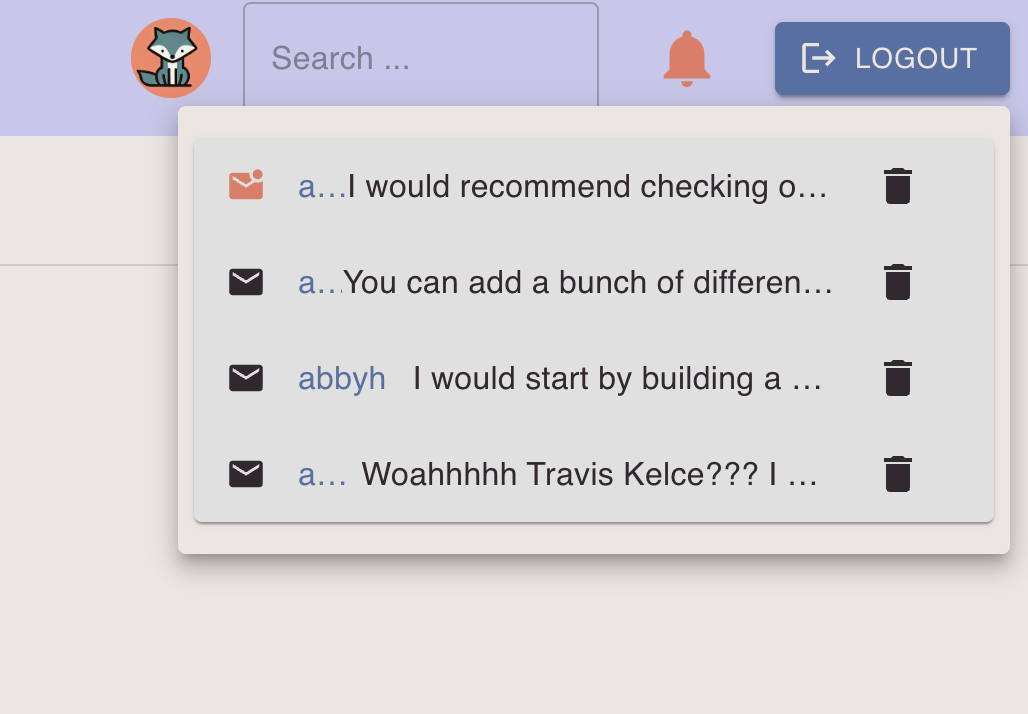 Search ...
LOGOUT
a...I would recommend checking o...
a...You can add a bunch of differen...
abbyh I would start by building a ...
a... Woahhhhh Travis Kelce??? I ...